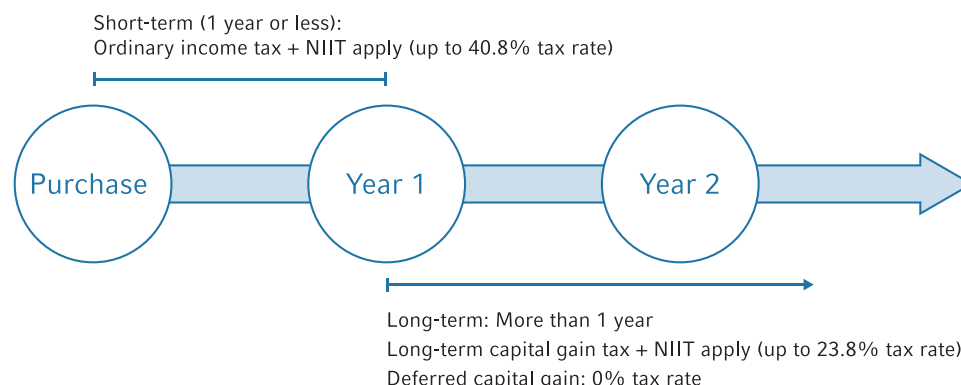 Short-term (1 year or less):
Ordinary income tax + NIIT apply (up to 40.8% tax rate)
Purchase
Year 1
Year 2
Long-term: More than 1 year
Long-term capital gain tax + NIIT apply (up to 23.8% tax rate)
Deferred capital gain: 0% tax rate